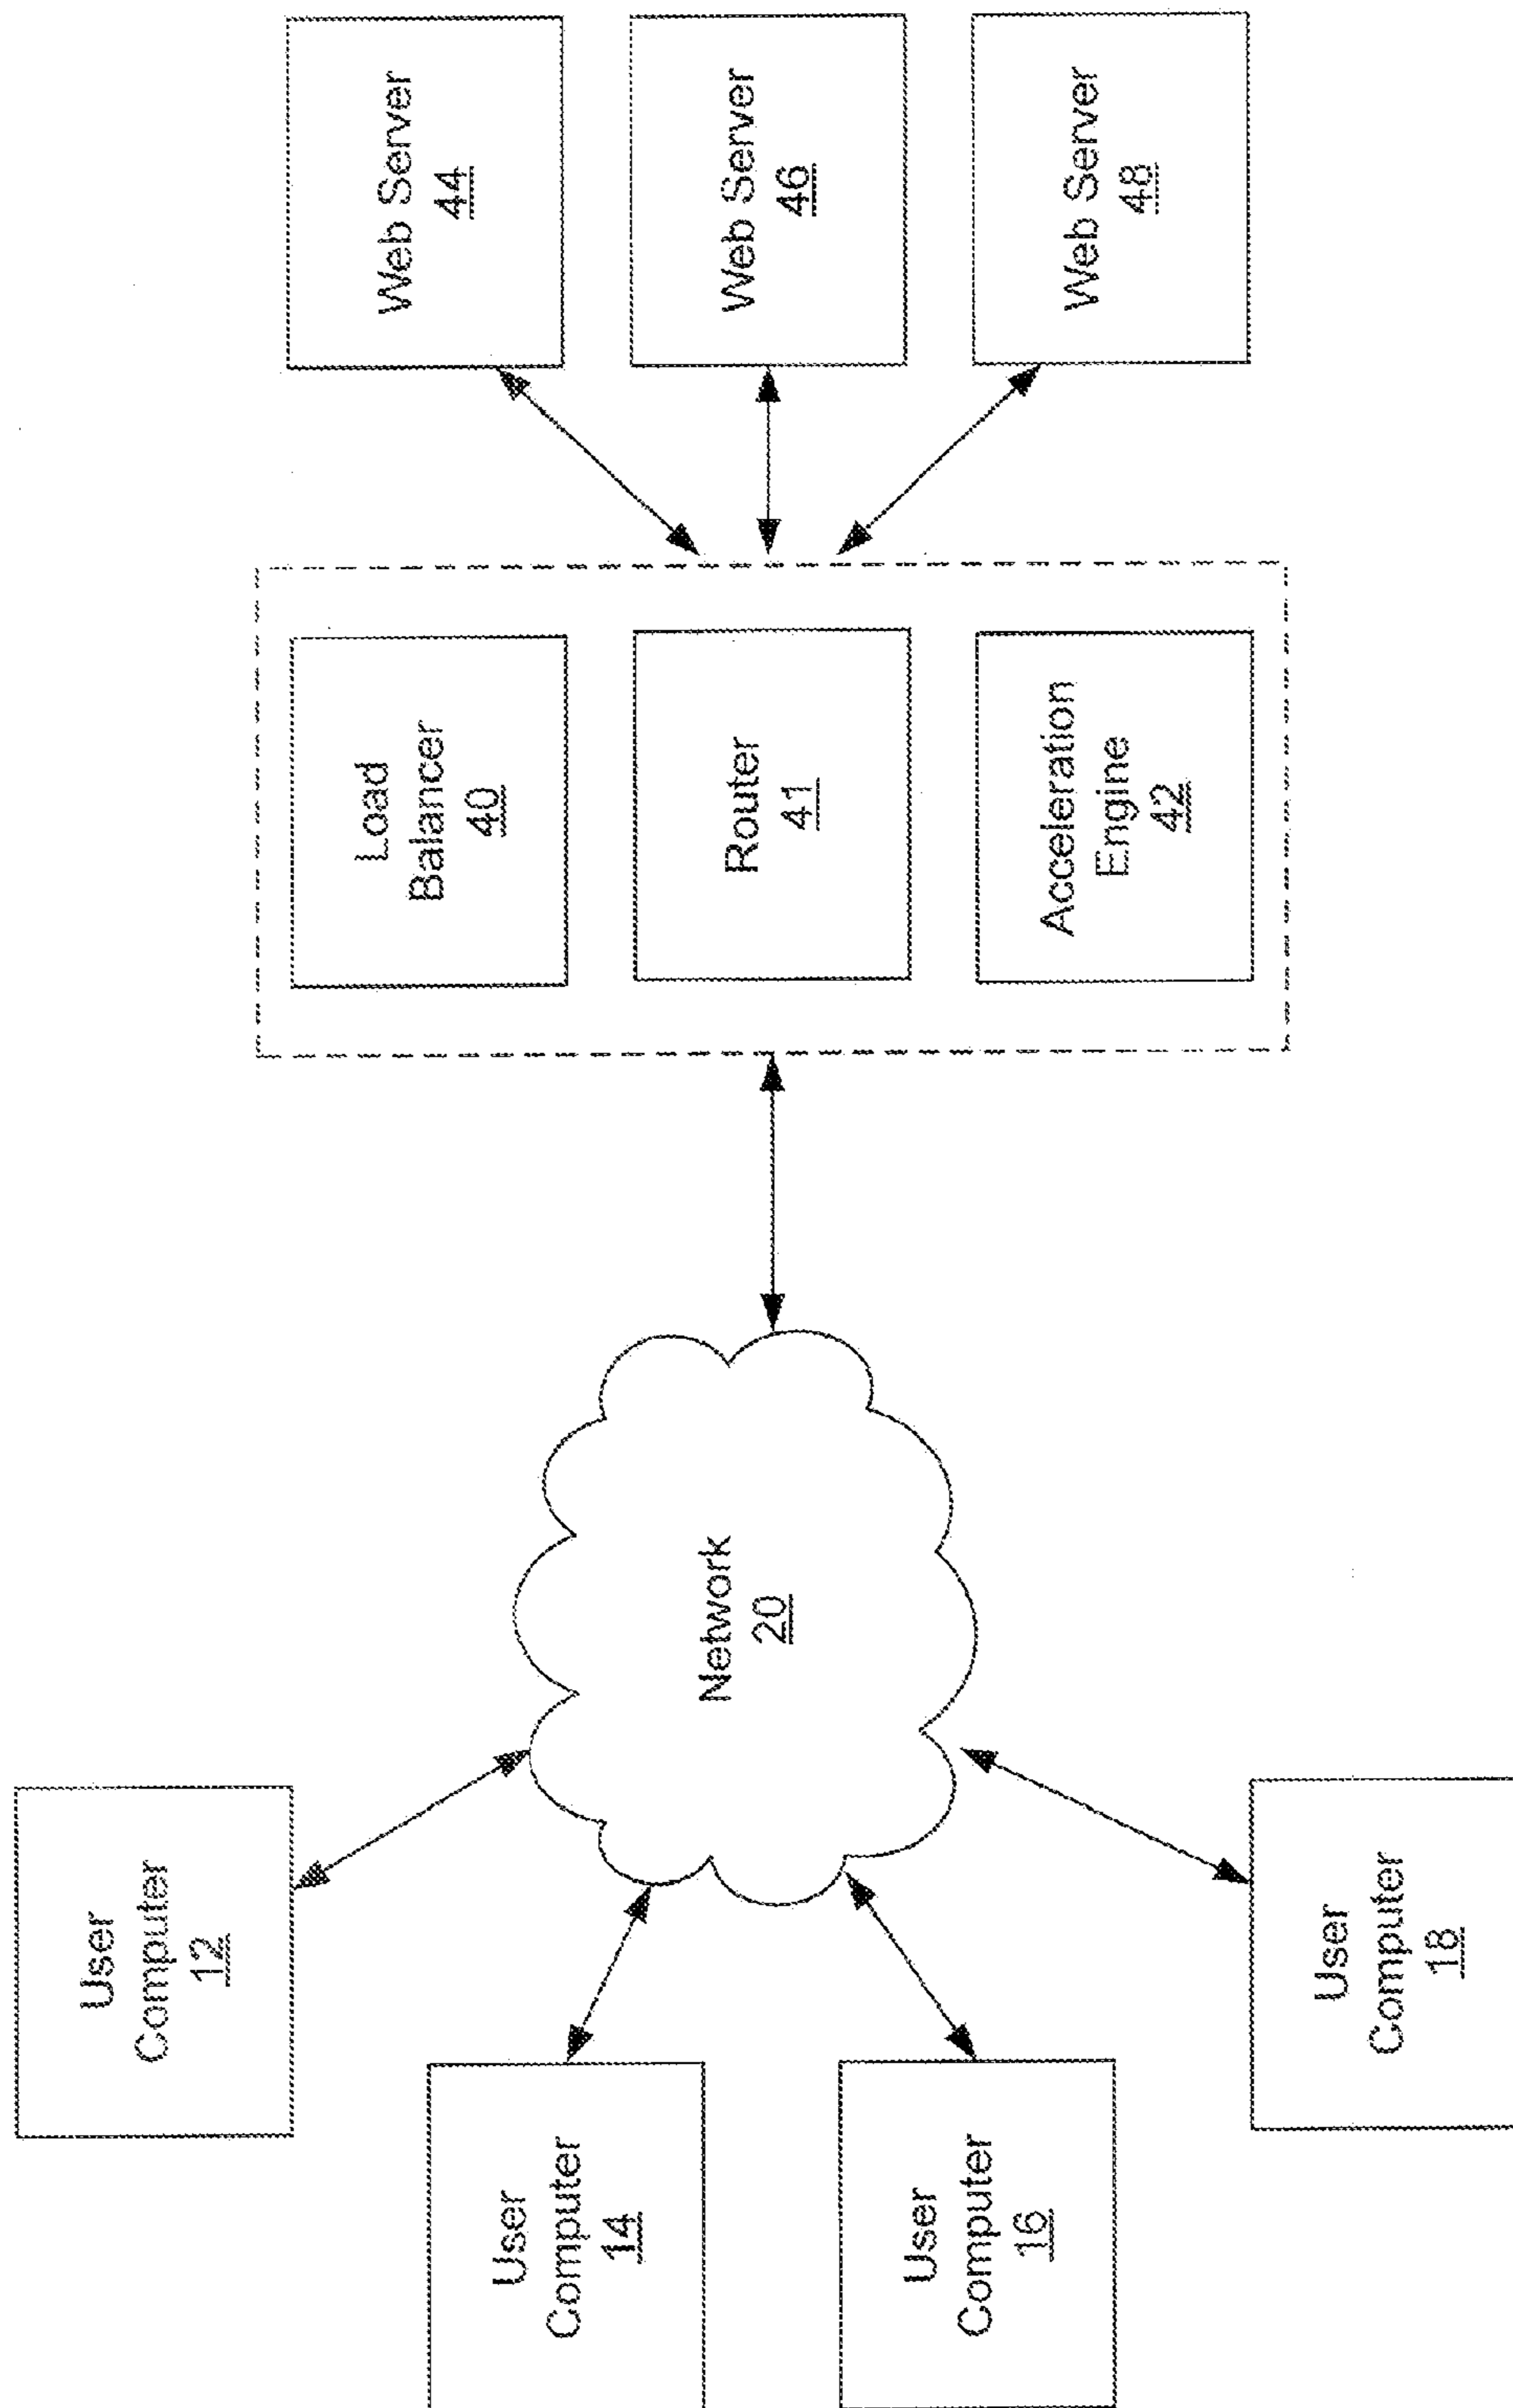 User
Computer
12
User
Computer
14
User
Computer
16
User
Computer
18
Network
20
Load
Balancer
40
Router
41
Acceleration
Engine
42
Web Server
44
Web Server
46
Web Server
48